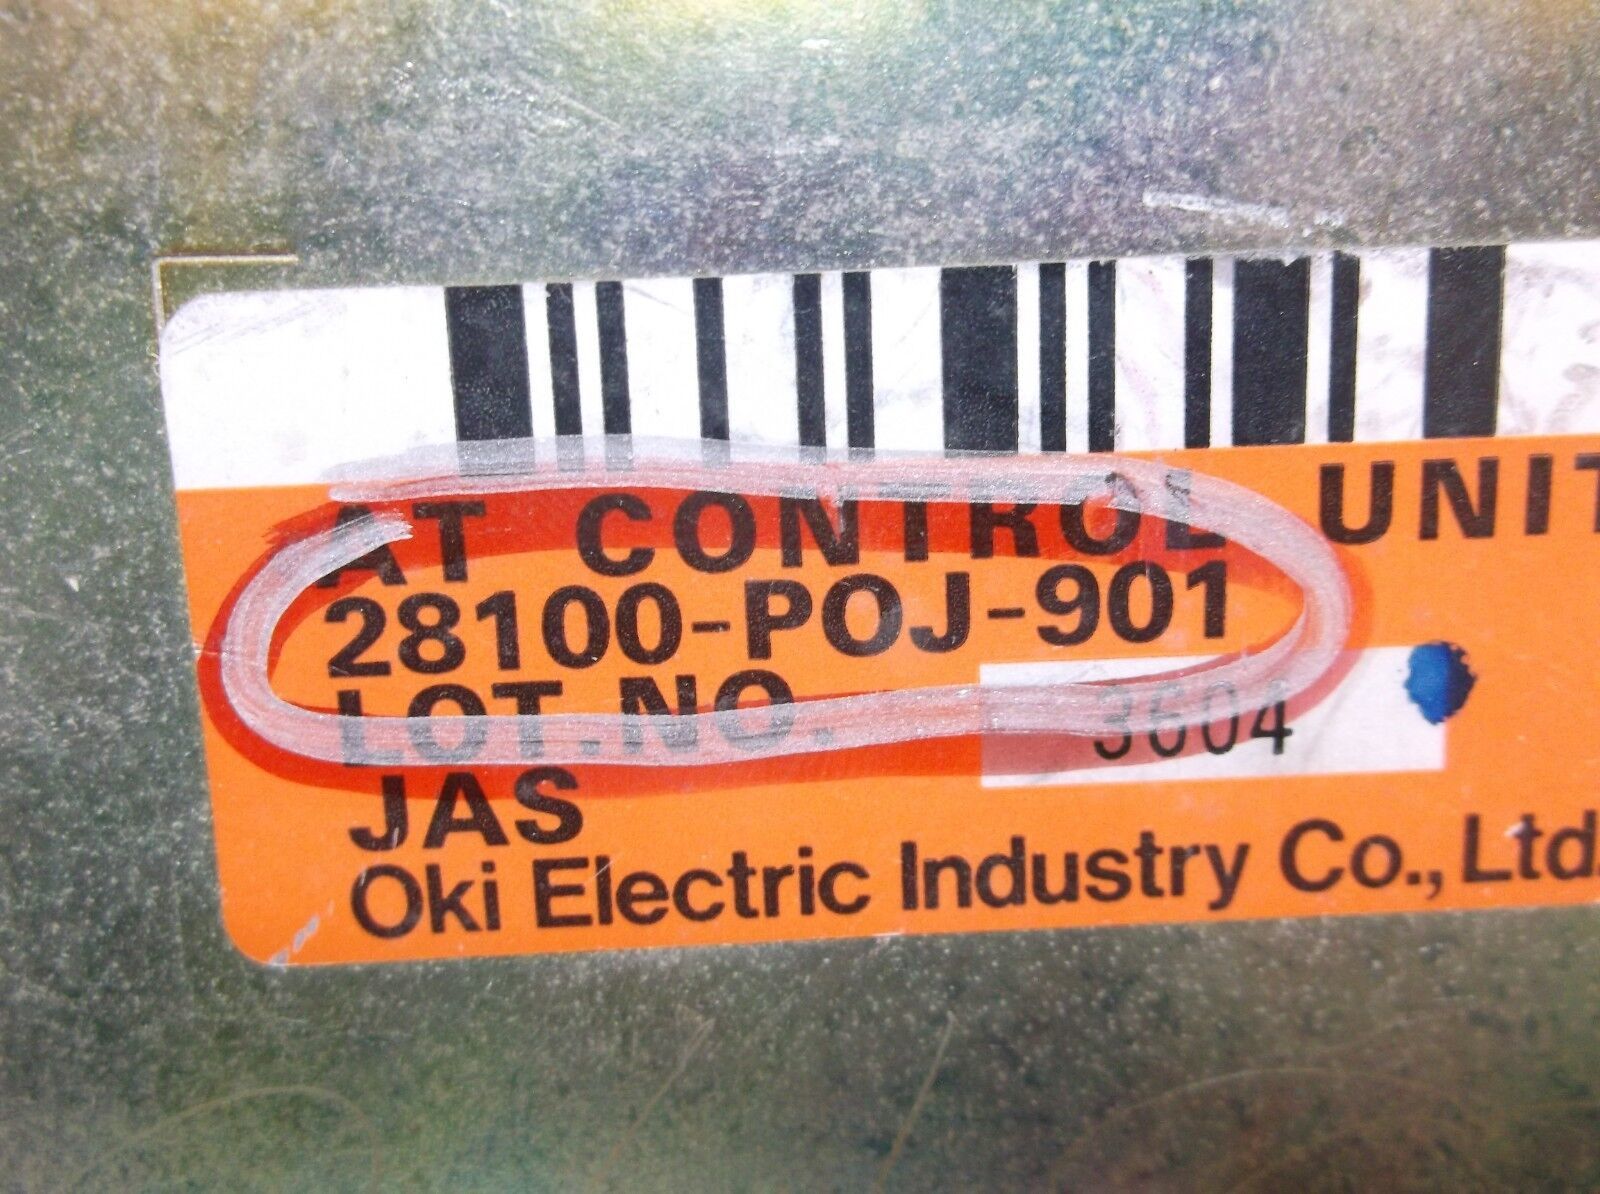 AT CONTROL UNIT
28100-POJ-901
LOT.NO. 3604
JAS
Oki Electric Industry Co., Ltd.